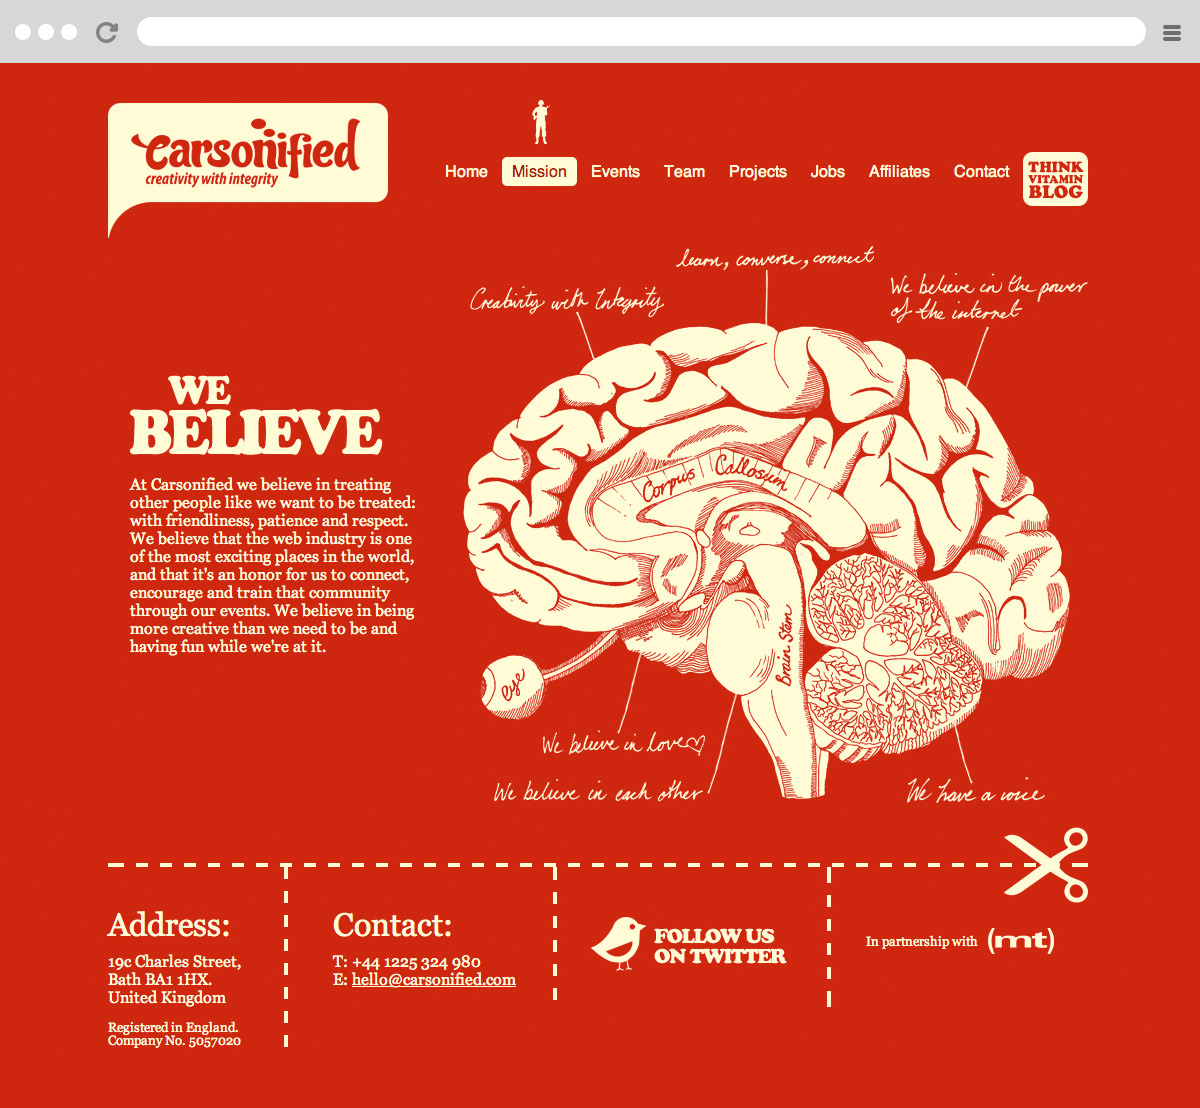 Carsonified
creativity with integrity
Home Mission Events Team Projects Jobs Affiliates Contact
THINK
VITAMIN
BLOG
learn, converse, connect
Creativity with Integrity
We believe in the power
of the internet
WE
BELIEVE
At Carsonified we believe in treating
other people like we want to be treated:
with friendliness, patience and respect.
We believe that the web industry is one
of the most exciting places in the world,
and that it's an honor for us to connect,
encourage and train that community
through our events. We believe in being
more creative than we need to be and
having fun while we're at it.
Corpus Callosum
Brain Stem
eye
We believe in love
We believe in each other
We have a voice
Address:
19c Charles Street,
Bath BA1 1HX.
United Kingdom
Registered in England.
Company No. 5057020
Contact:
T: +44 1225 324 980
E: hello@carsonified.com
FOLLOW US
ON TWITTER
In partnership with (mt)